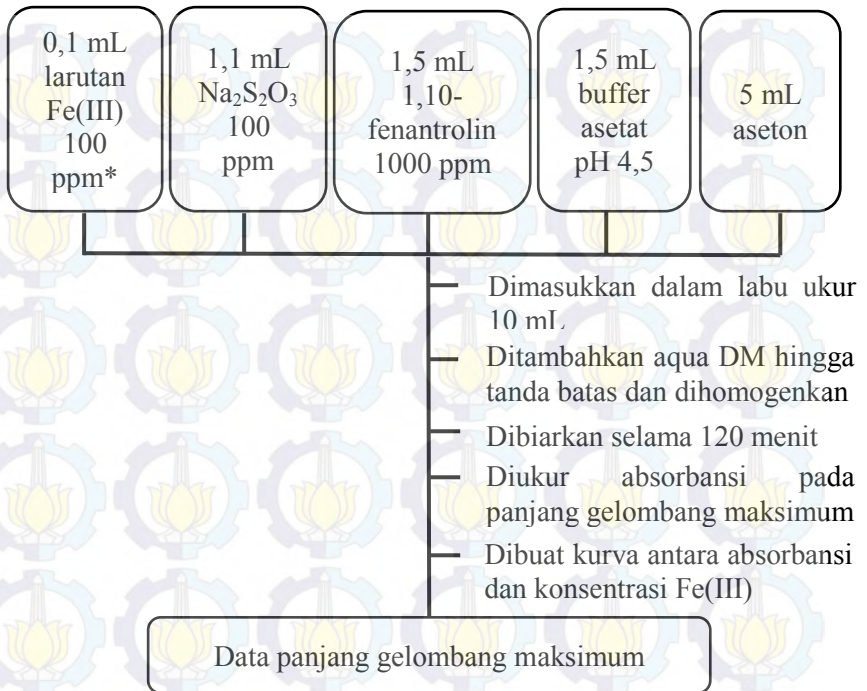 0,1 mL
larutan
Fe(III)
100
ppm*
1,1 mL
Na₂S₂O₃
100
ppm
1,5 mL
1,10-
fenantrolin
1000 ppm
1,5 mL
buffer
asetat
pH 4,5
5 mL
aseton
Dimasukkan dalam labu ukur
10 mL
Ditambahkan aqua DM hingga
tanda batas dan dihomogenkan
Dibiarkan selama 120 menit
Diukur absorbansi pada
panjang gelombang maksimum
Dibuat kurva antara absorbansi
dan konsentrasi Fe(III)
Data panjang gelombang maksimum